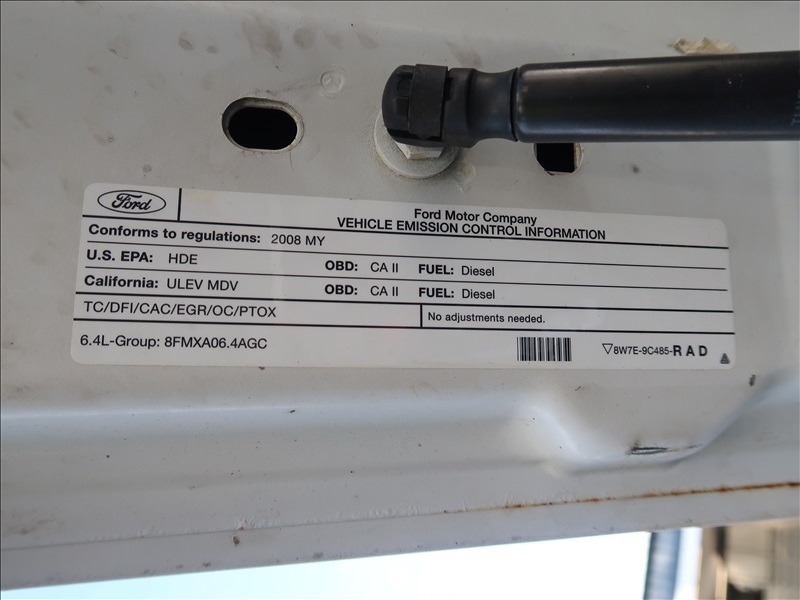 Ford
Ford Motor Company
VEHICLE EMISSION CONTROL INFORMATION
Conforms to regulations: 2008 MY
U.S. EPA: HDE OBD: CA II FUEL: Diesel
California: ULEV MDV OBD: CA II FUEL: Diesel
TC/DFI/CAC/EGR/OC/PTOX No adjustments needed.
6.4L-Group: 8FMXA06.4AGC ▽8W7E-9C485-RAD